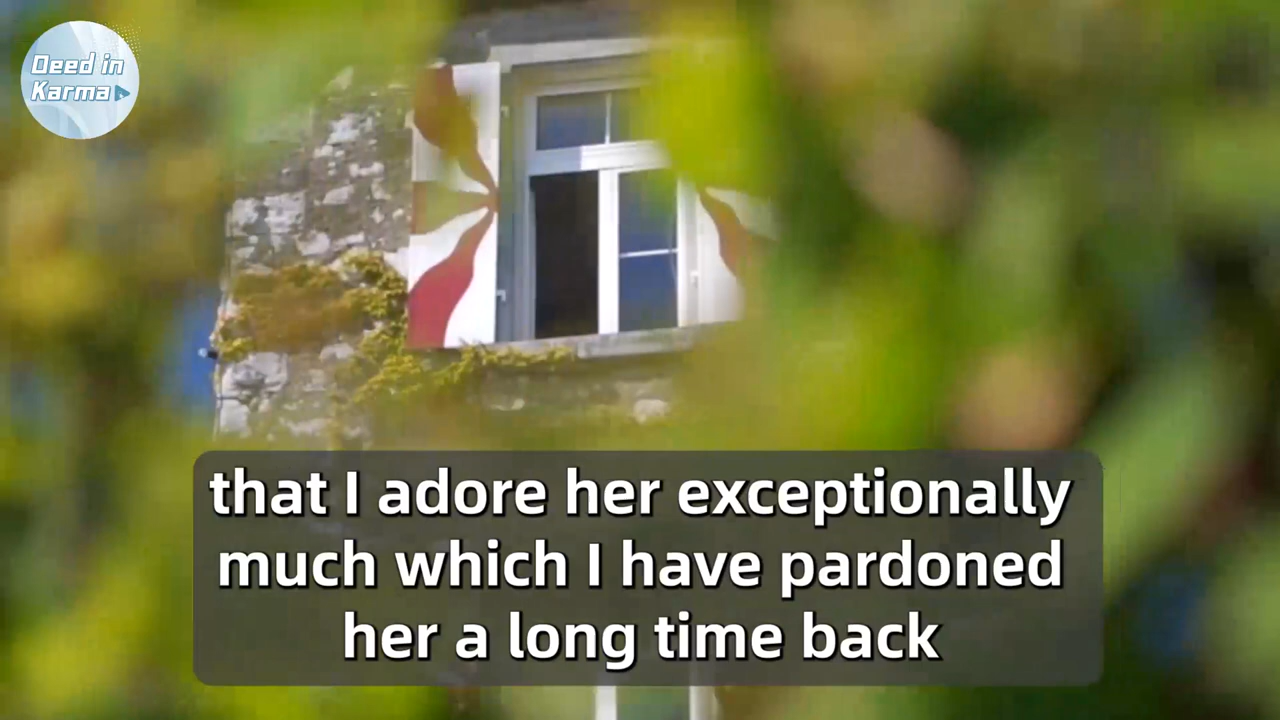 Deed in
Karma
that I adore her exceptionally
much which I have pardoned
her a long time back